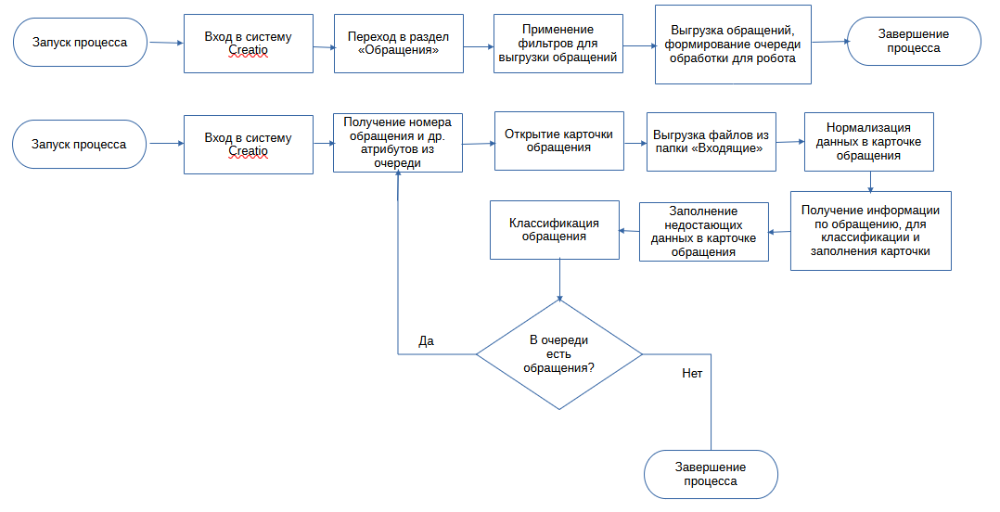 Запуск процесса
Вход в систему
Creatio
Переход в раздел
«Обращения»
Применение
фильтров для
выгрузки обращений
Выгрузка обращений,
формирование очереди
обработки для робота
Завершение
процесса
Запуск процесса
Вход в систему
Creatio
Получение номера
обращения и др.
атрибутов из
очереди
Открытие карточки
обращения
Выгрузка файлов из
папки «Входящие»
Нормализация
данных в карточке
обращения
Получение информации
по обращению, для
классификации и
заполнения карточки
Заполнение
недостающих
данных в карточке
обращения
Классификация
обращения
В очереди
есть
обращения?
Да
Нет
Завершение
процесса